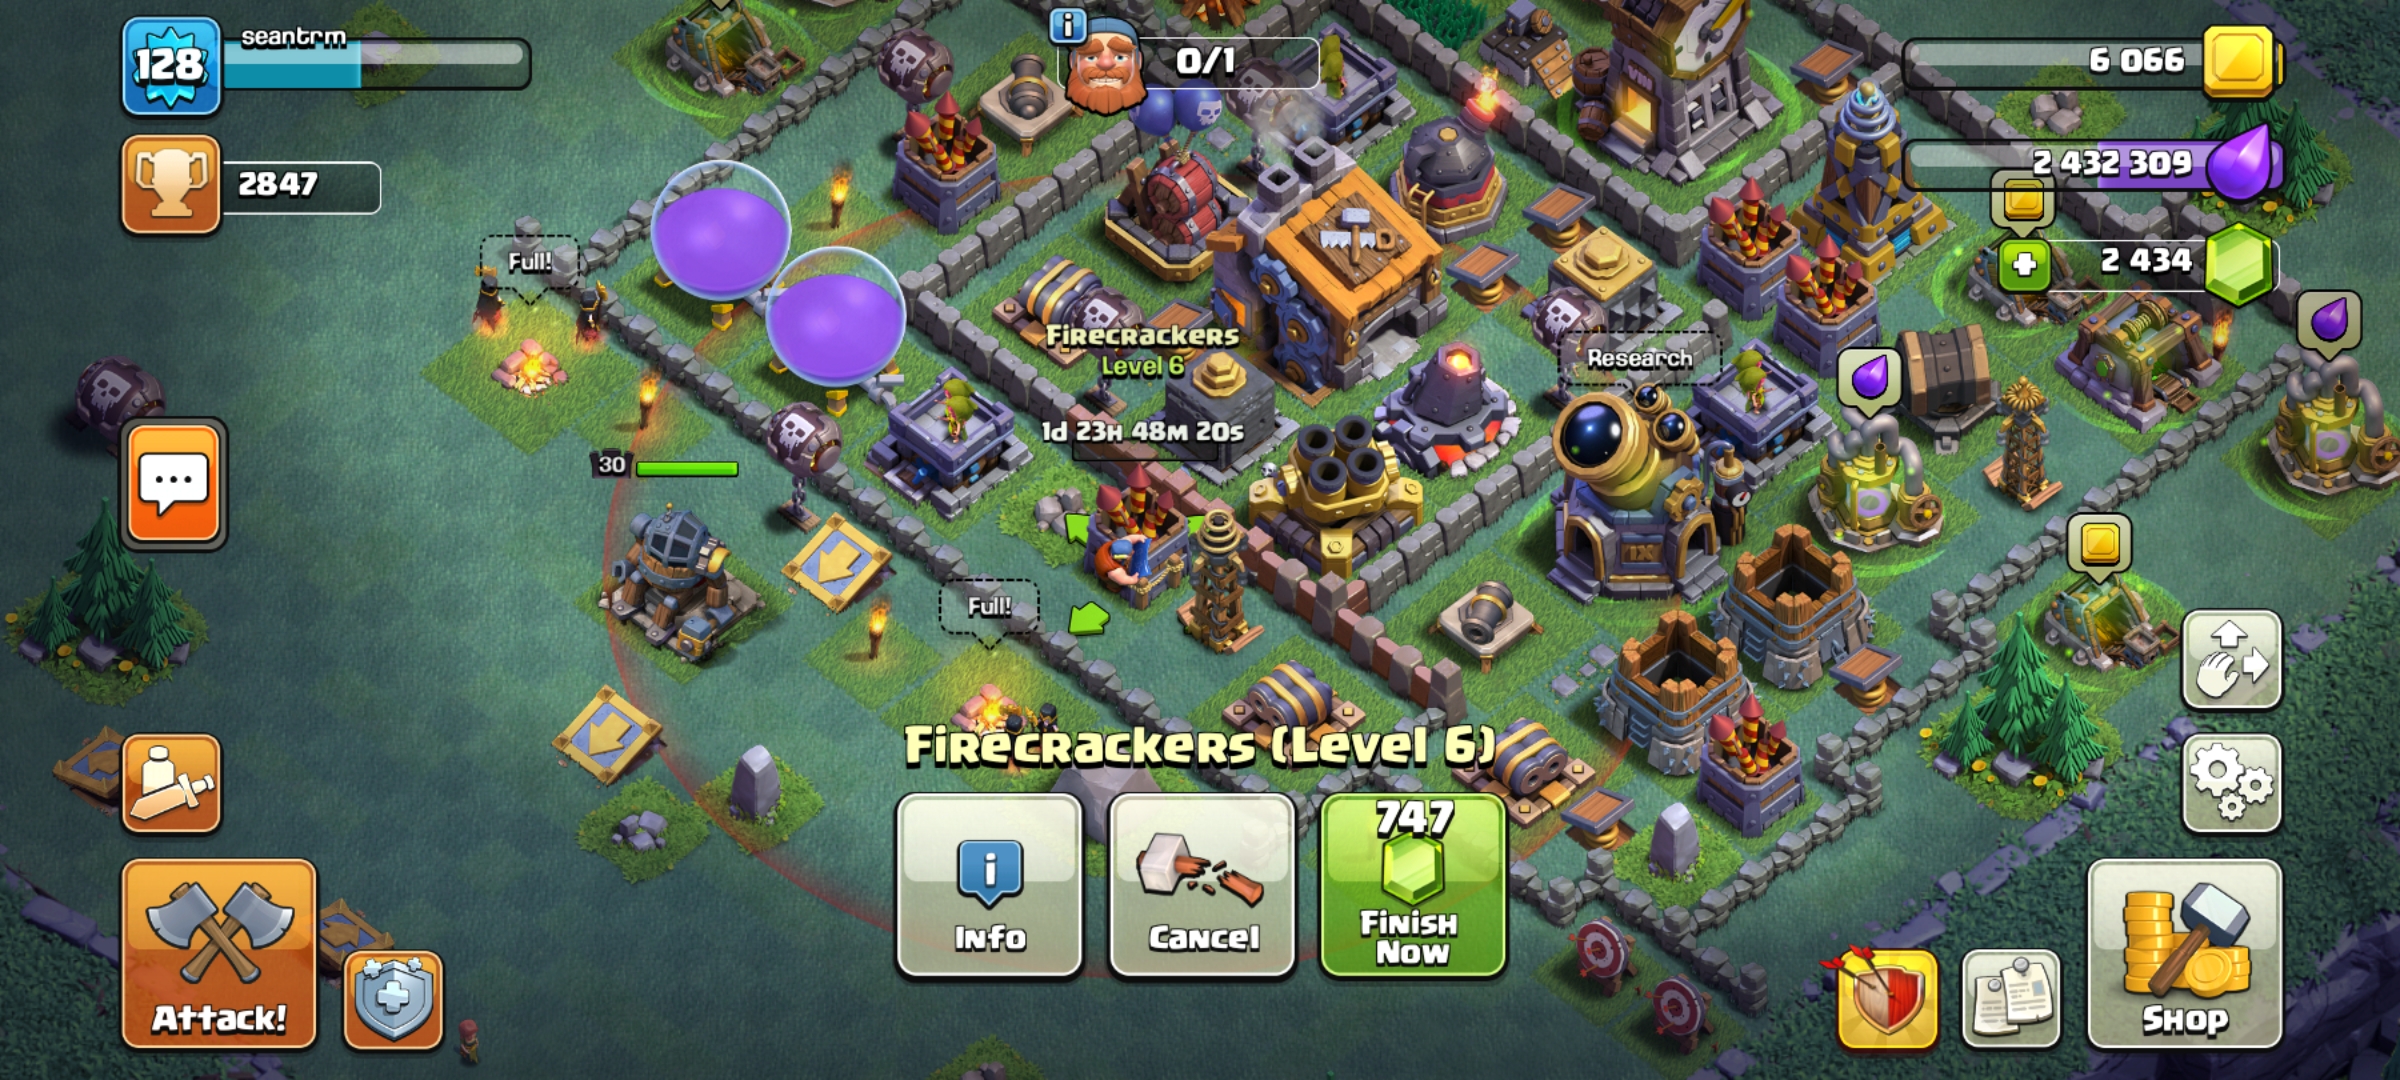 128
seantrm
0/1
6 066
2847
2 432 309
Full!
2 434
Firecrackers
Level 6
Research
1d 23H 48M 20s
30
IX
Full!
Firecrackers (Level 6)
747
Info
Cancel
Finish
Now
Attack!
Shop